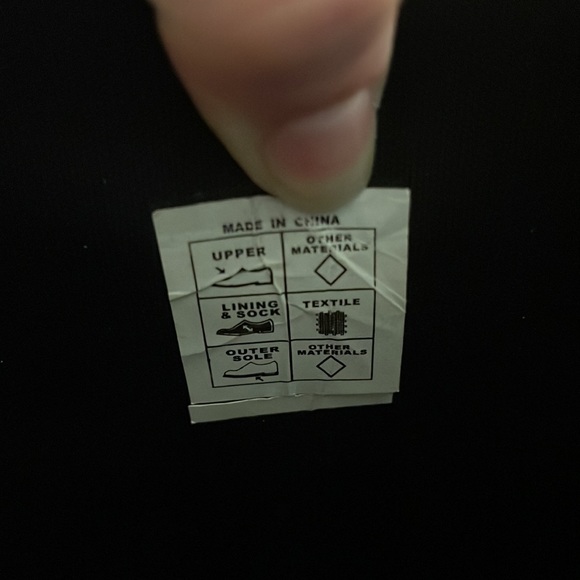 MADE IN CHINA
UPPER
OTHER
MATERIALS
LINING
& SOCK
TEXTILE
OUTER
SOLE
OTHER
MATERIALS